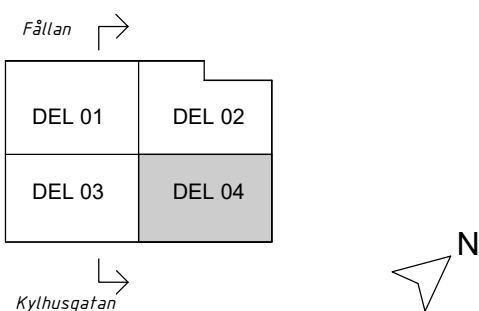 Fållan
DEL 01 DEL 02
DEL 03 DEL 04
N
Kylhusgatan